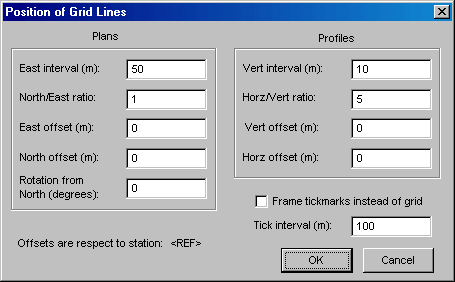 Position of Grid Lines
Plans
East interval (m): 50
North/East ratio: 1
East offset (m): 0
North offset (m): 0
Rotation from
North (degrees): 0
Profiles
Vert interval (m): 10
Horz/Vert ratio: 5
Vert offset (m): 0
Horz offset (m): 0
Frame tickmarks instead of grid
Tick interval (m): 100
Offsets are respect to station: <REF>
OK
Cancel